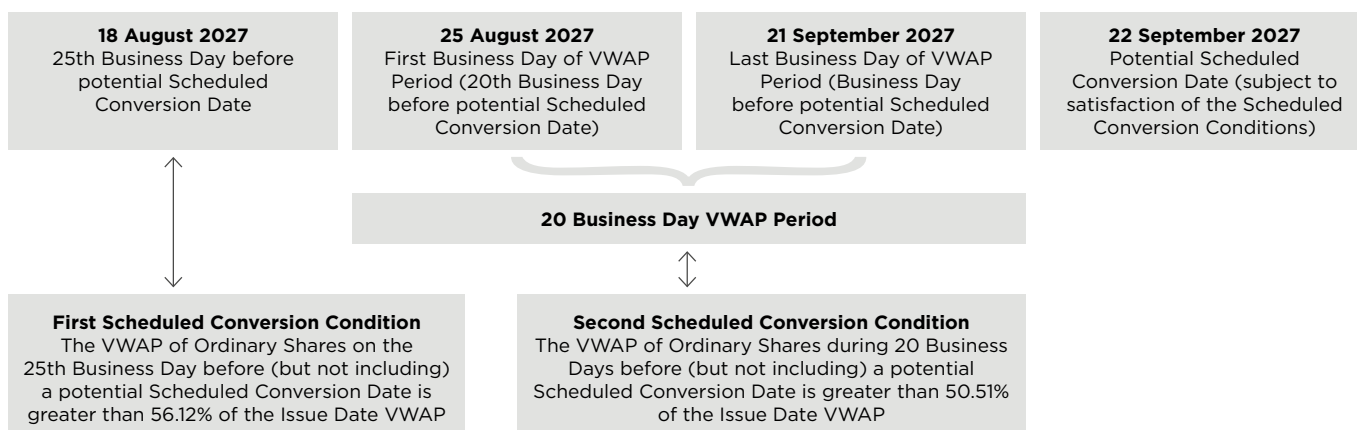 18 August 2027
25th Business Day before
potential Scheduled
Conversion Date
25 August 2027
First Business Day of VWAP
Period (20th Business Day
before potential Scheduled
Conversion Date)
21 September 2027
Last Business Day of VWAP
Period (Business Day
before potential Scheduled
Conversion Date)
22 September 2027
Potential Scheduled
Conversion Date (subject to
satisfaction of the Scheduled
Conversion Conditions)
20 Business Day VWAP Period
First Scheduled Conversion Condition
The VWAP of Ordinary Shares on the
25th Business Day before (but not including)
a potential Scheduled Conversion Date is
greater than 56.12% of the Issue Date VWAP
Second Scheduled Conversion Condition
The VWAP of Ordinary Shares during 20 Business
Days before (but not including) a potential
Scheduled Conversion Date is greater than 50.51%
of the Issue Date VWAP